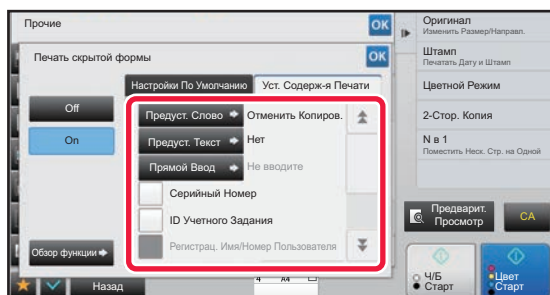 Прочие
OK
Печать скрытой формы
OK
Настройки По Умолчанию
Уст. Содерж-я Печати
Off
On
Предуст. Слово
Отменить Копиров.
Предуст. Текст
Нет
Прямой Ввод
Не вводите
Серийный Номер
ID Учетного Задания
Регистрац. Имя/Номер Пользователя
Обзор функции
Назад
A4
Оригинал
Изменить Размер/Направл.
Штамп
Печатать Дату и Штамп
Цветной Режим
2-Стор. Копия
N в 1
Поместить Неск. Стр. на Одной
Предварит.
Просмотр
CA
Ч/Б
Старт
Цвет
Старт